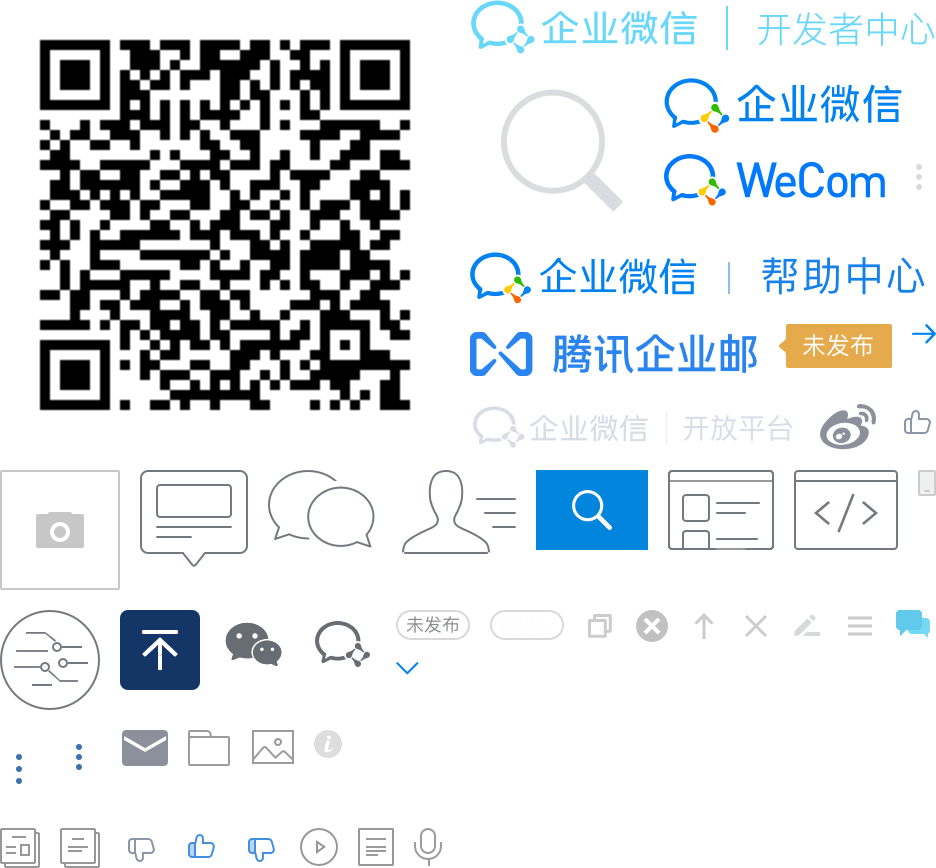 企业微信 | 开发者中心
企业微信
WeCom
企业微信 | 帮助中心
腾讯企业邮
未发布
企业微信 | 开放平台
未发布